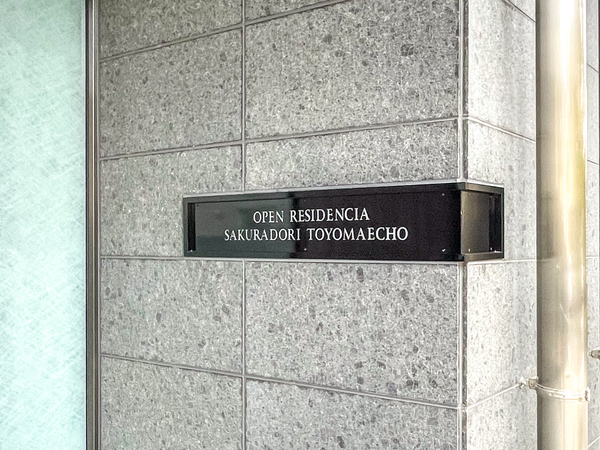 OPEN RESIDENCIA
SAKURADORI TOYOMAECHO